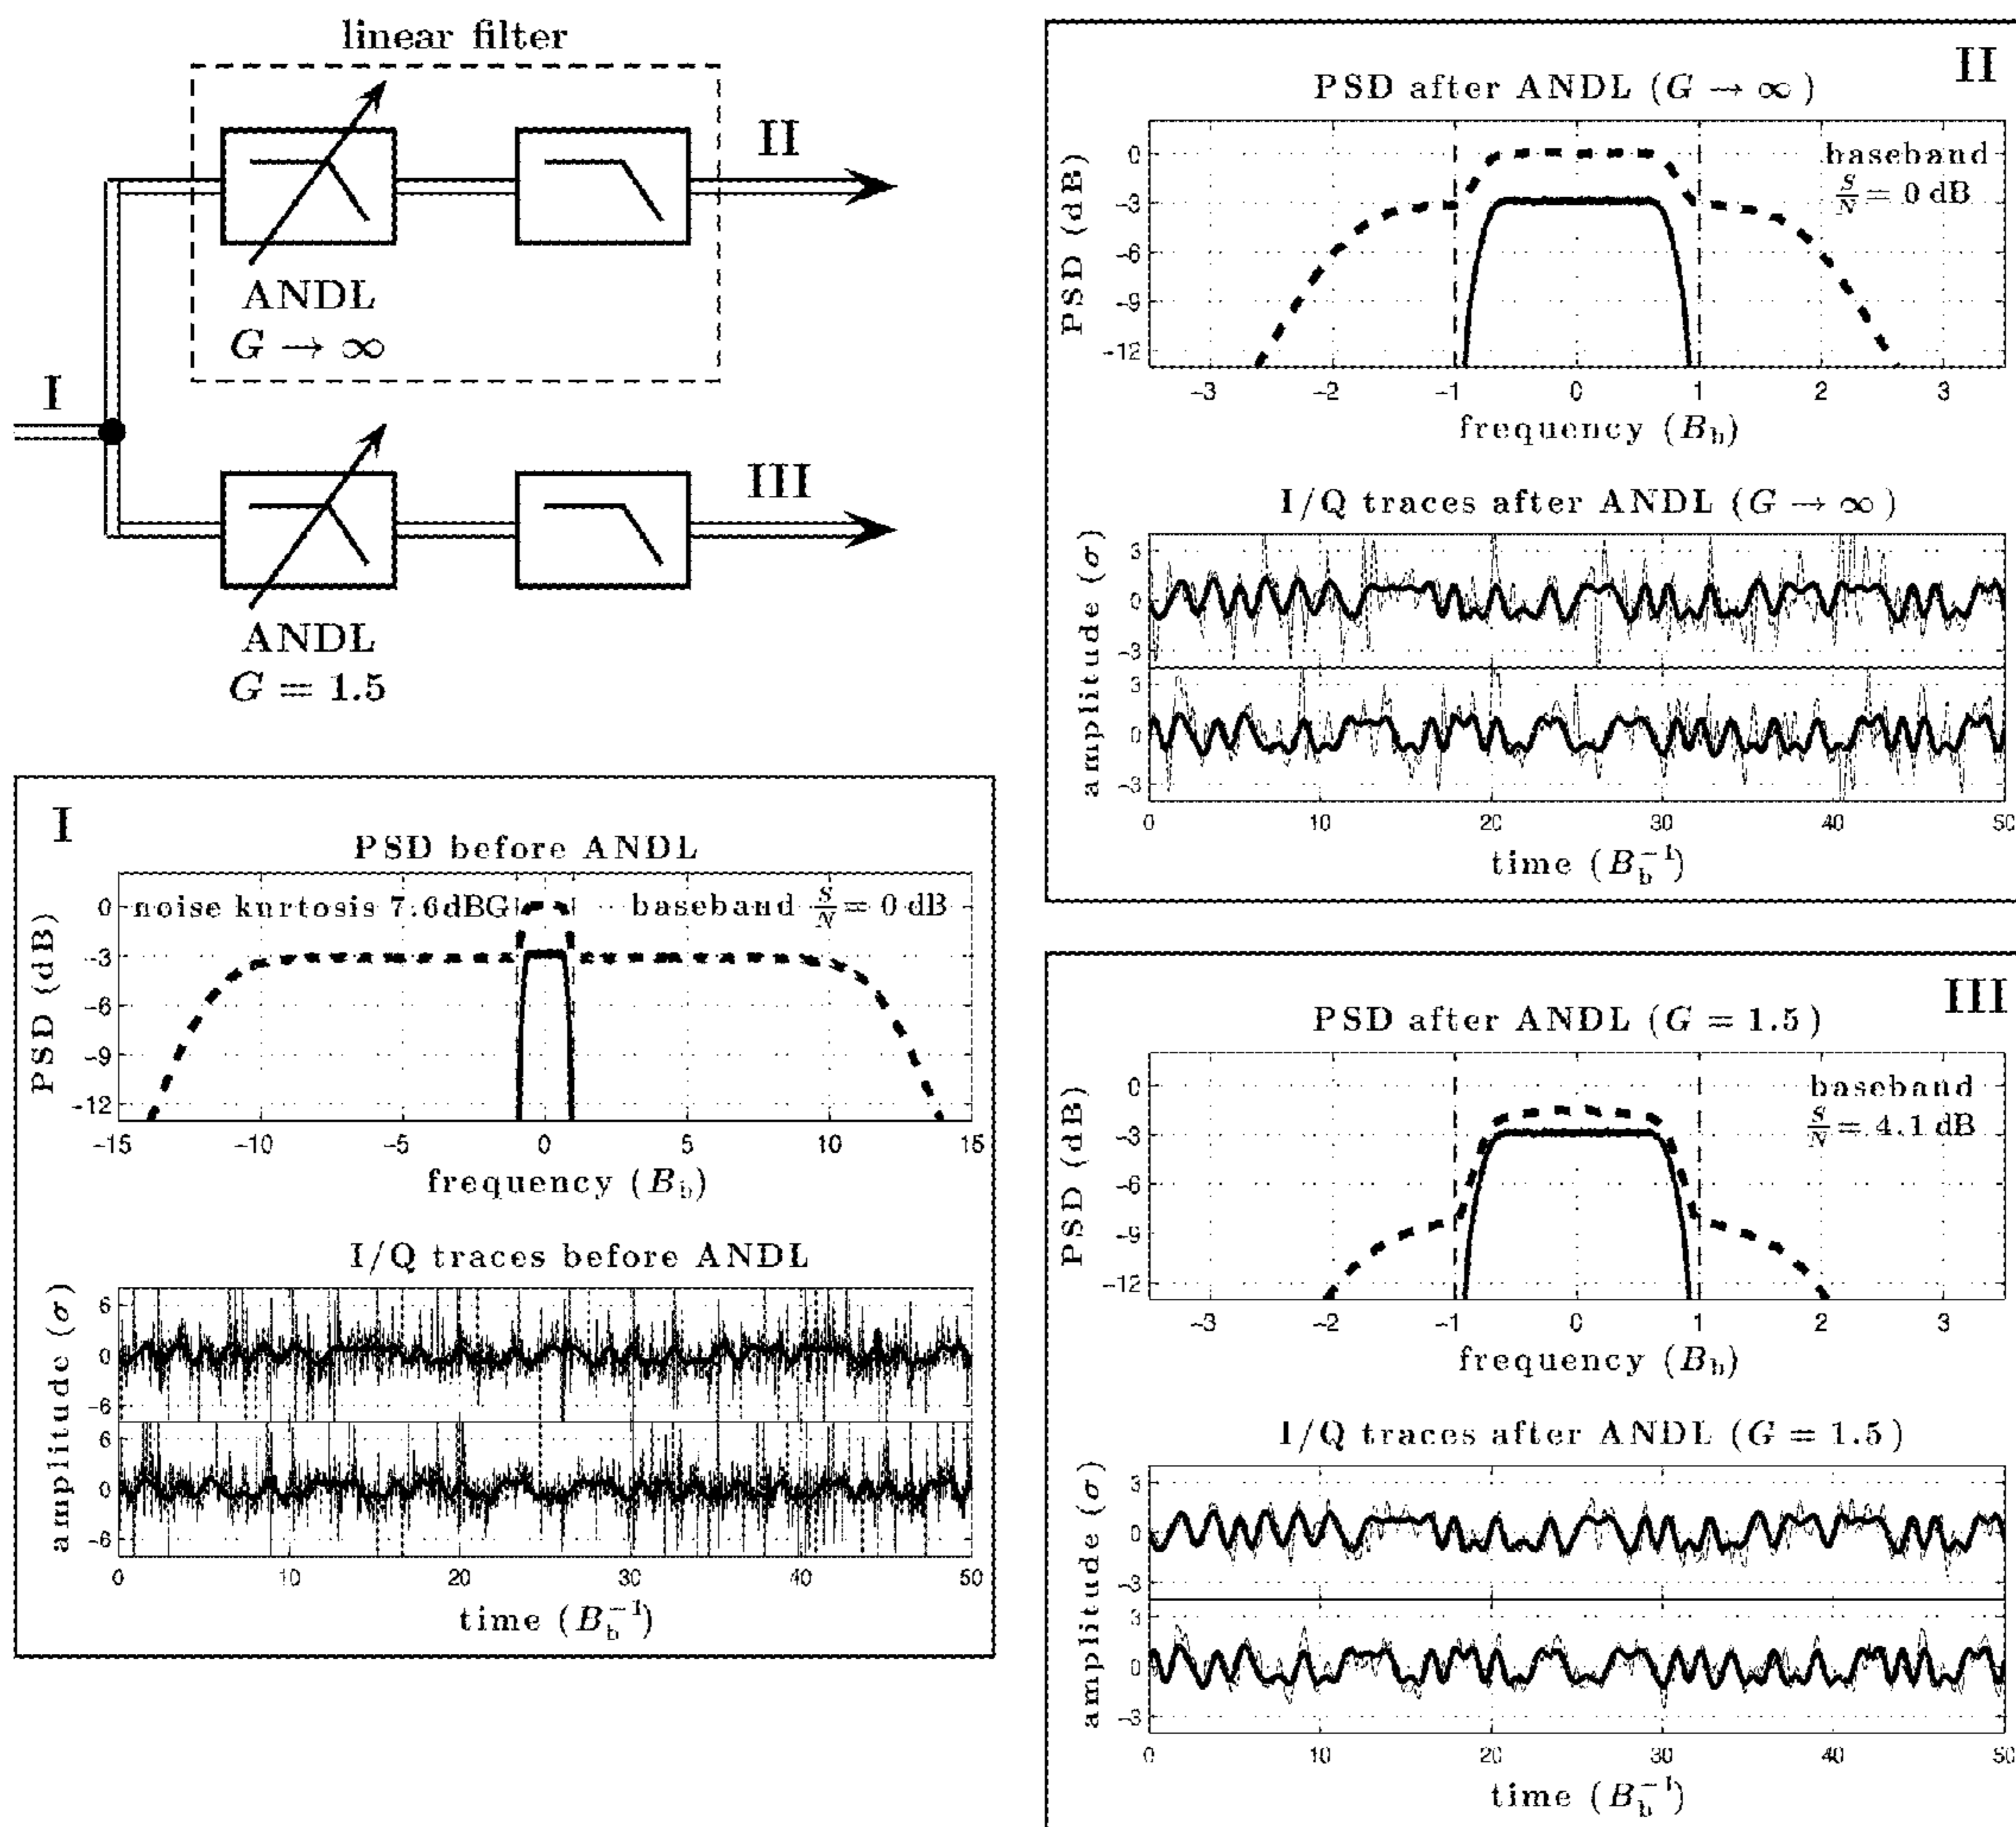 linear filter
II
ANDL
G → ∞
I
III
ANDL
G = 1.5
I
PSD before ANDL
noise kurtosis 7.6dBG
baseband S/N = 0 dB
PSD (dB)
0
-3
-6
-9
-12
-15 -10 -5 0 5 10 15
frequency (B_b)
I/Q traces before ANDL
amplitude (σ)
6
0
-6
6
0
-6
0 10 20 30 40 50
time (B_b^-1)
II
PSD after ANDL (G → ∞)
baseband
S/N = 0 dB
PSD (dB)
0
-3
-6
-9
-12
-3 -2 -1 0 1 2 3
frequency (B_b)
I/Q traces after ANDL (G → ∞)
amplitude (σ)
3
0
-3
3
0
-3
0 10 20 30 40 50
time (B_b^-1)
III
PSD after ANDL (G = 1.5)
baseband
S/N = 4.1 dB
PSD (dB)
0
-3
-6
-9
-12
-3 -2 -1 0 1 2 3
frequency (B_b)
I/Q traces after ANDL (G = 1.5)
amplitude (σ)
3
0
-3
3
0
-3
0 10 20 30 40 50
time (B_b^-1)